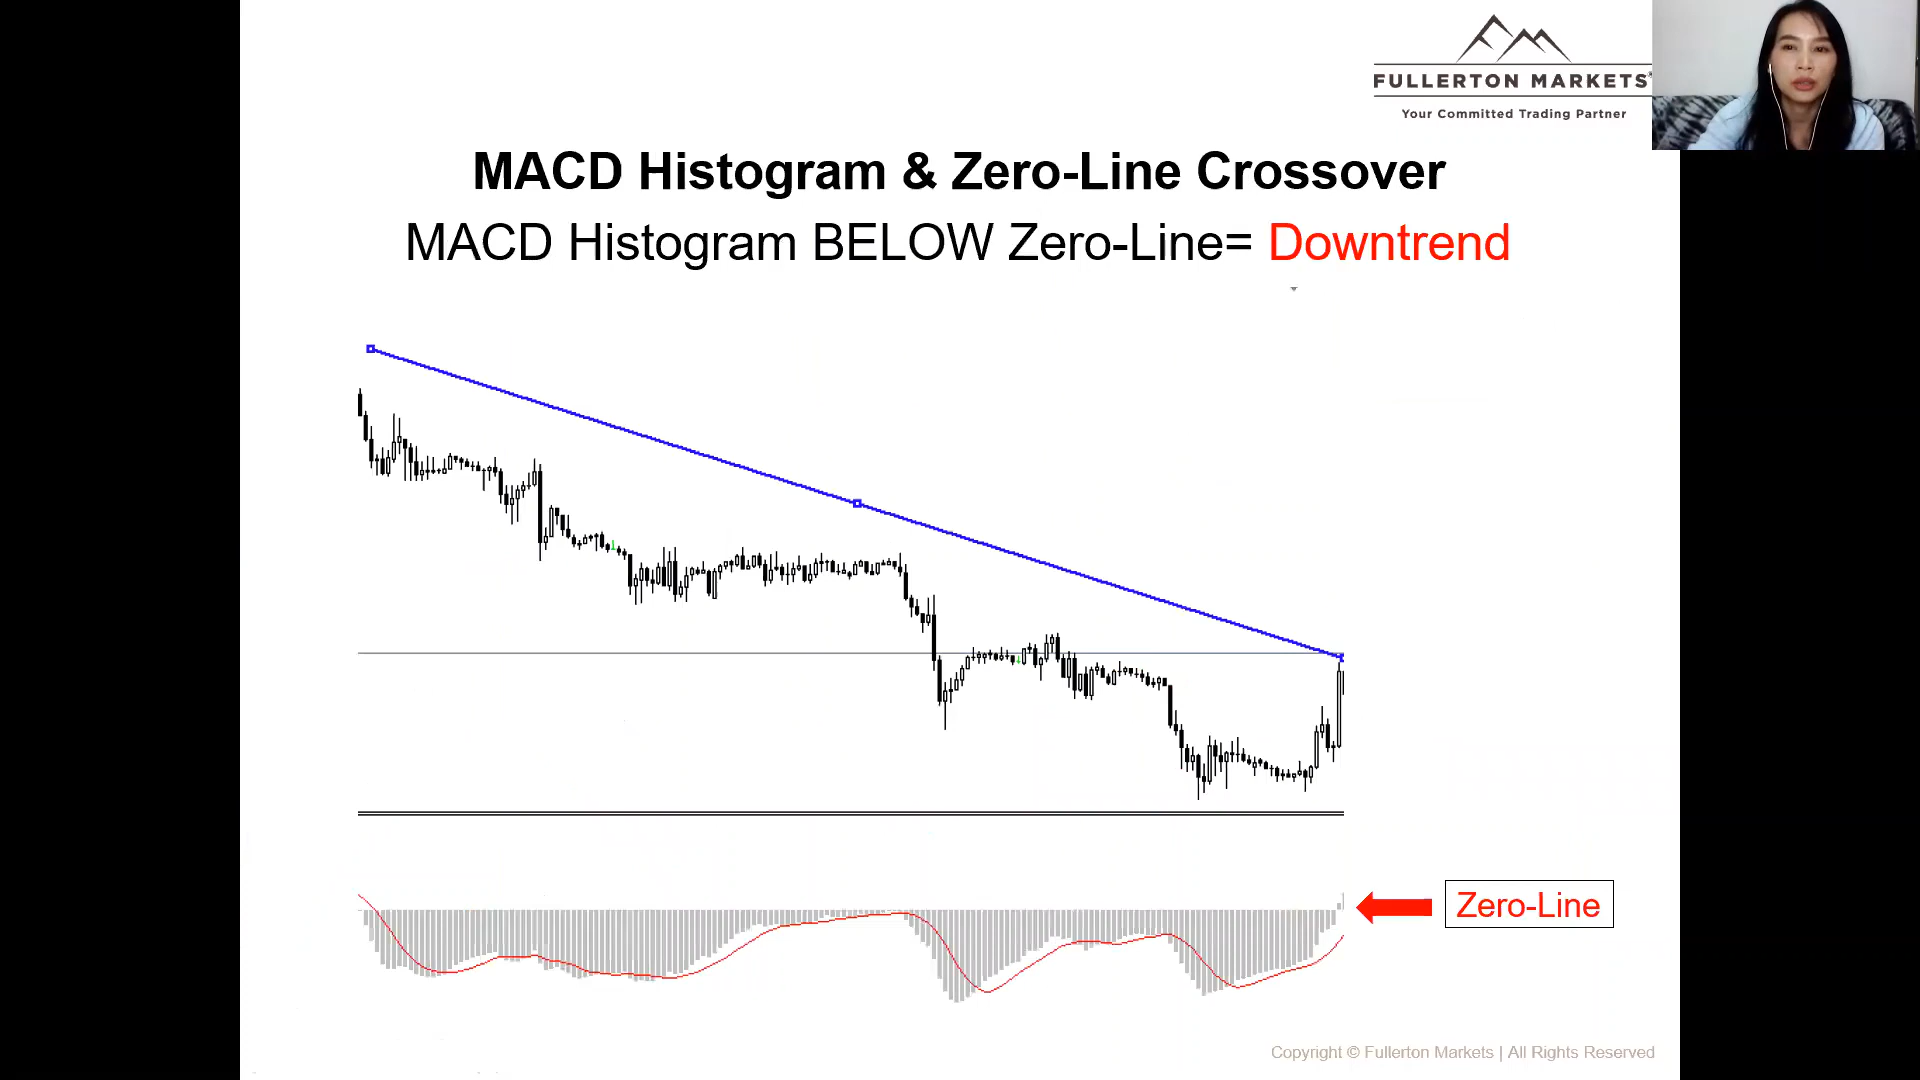 FULLERTON MARKETS®
Your Committed Trading Partner
MACD Histogram & Zero-Line Crossover
MACD Histogram BELOW Zero-Line= Downtrend
Zero-Line
Copyright © Fullerton Markets | All Rights Reserved